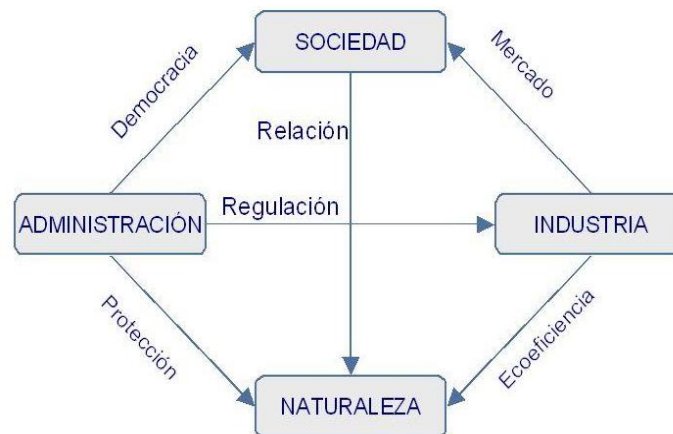 SOCIEDAD
Democracia
Mercado
Relación
ADMINISTRACIÓN
Regulación
INDUSTRIA
Protección
Ecoeficiencia
NATURALEZA